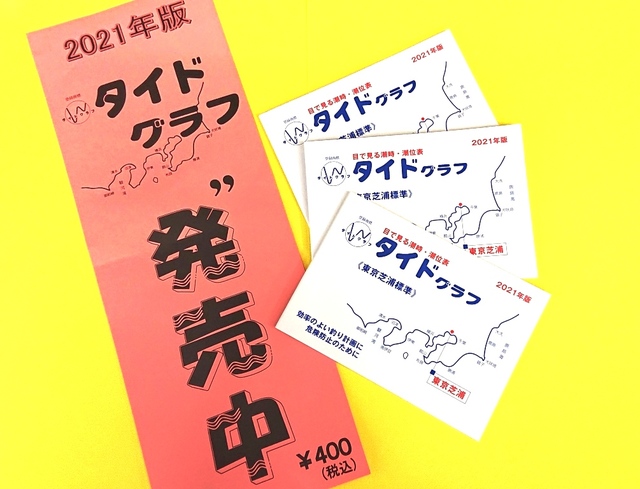 2021年版
タイド
グラフ
”発売中
¥400
(税込)
2021年版
目で見る潮時・潮位表
タイドグラフ
芝浦標準》
2021年版
目で見る潮時・潮位表
タイドグラフ
東京芝浦標準》
東京芝浦
2021年版
目で見る潮時・潮位表
タイドグラフ
《東京芝浦標準》
効率のよい釣り計画に
危険防止のために
東京芝浦